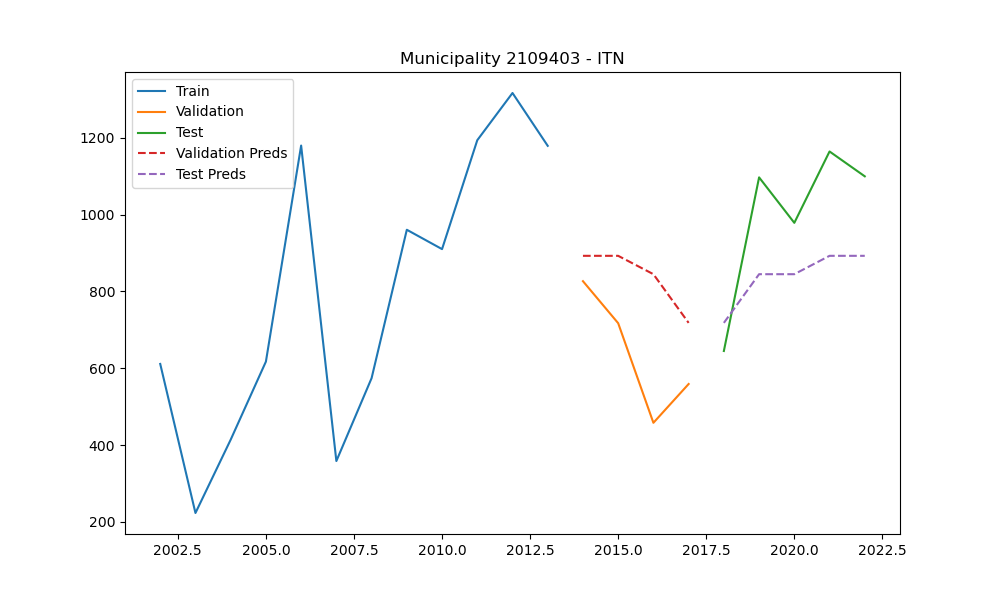 Municipality 2109403 - ITN
Train
Validation
Test
Validation Preds
Test Preds
1200
1000
800
600
400
200
2002.5 2005.0 2007.5 2010.0 2012.5 2015.0 2017.5 2020.0 2022.5